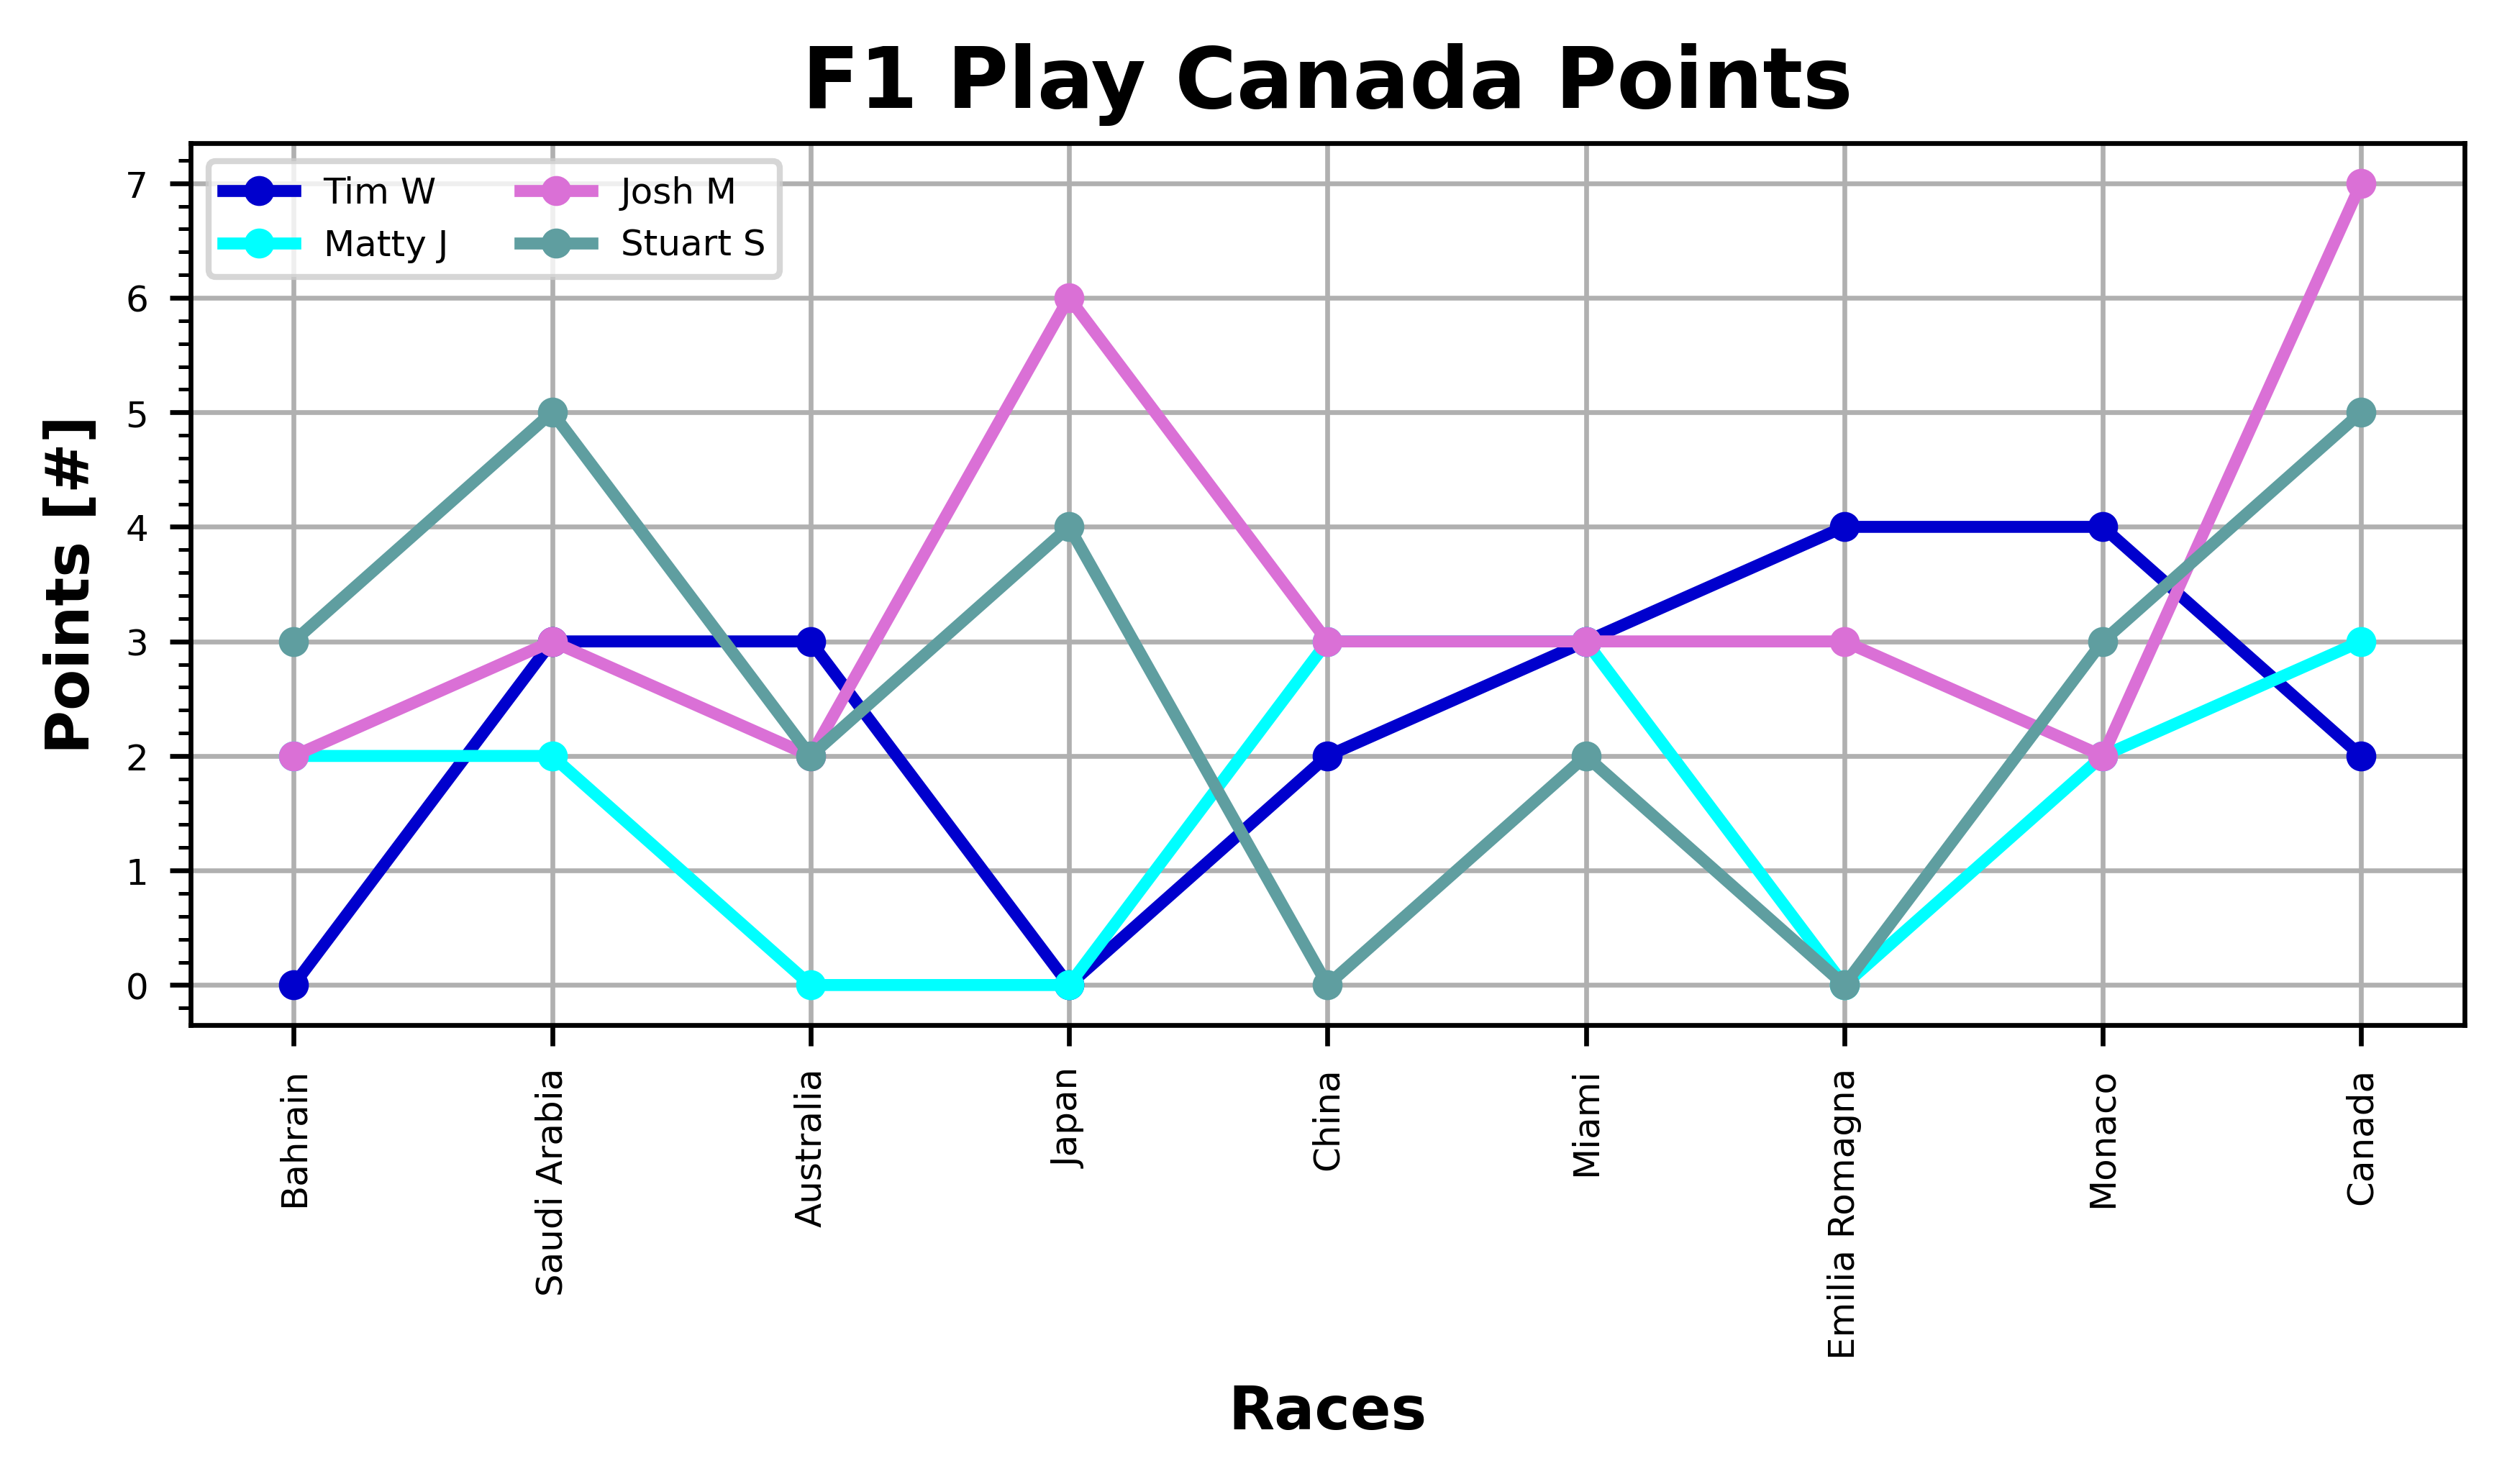 F1 Play Canada Points
Tim W
Matty J
Josh M
Stuart S
Points [#]
7
6
5
4
3
2
1
0
Bahrain
Saudi Arabia
Australia
Japan
China
Miami
Emilia Romagna
Monaco
Canada
Races